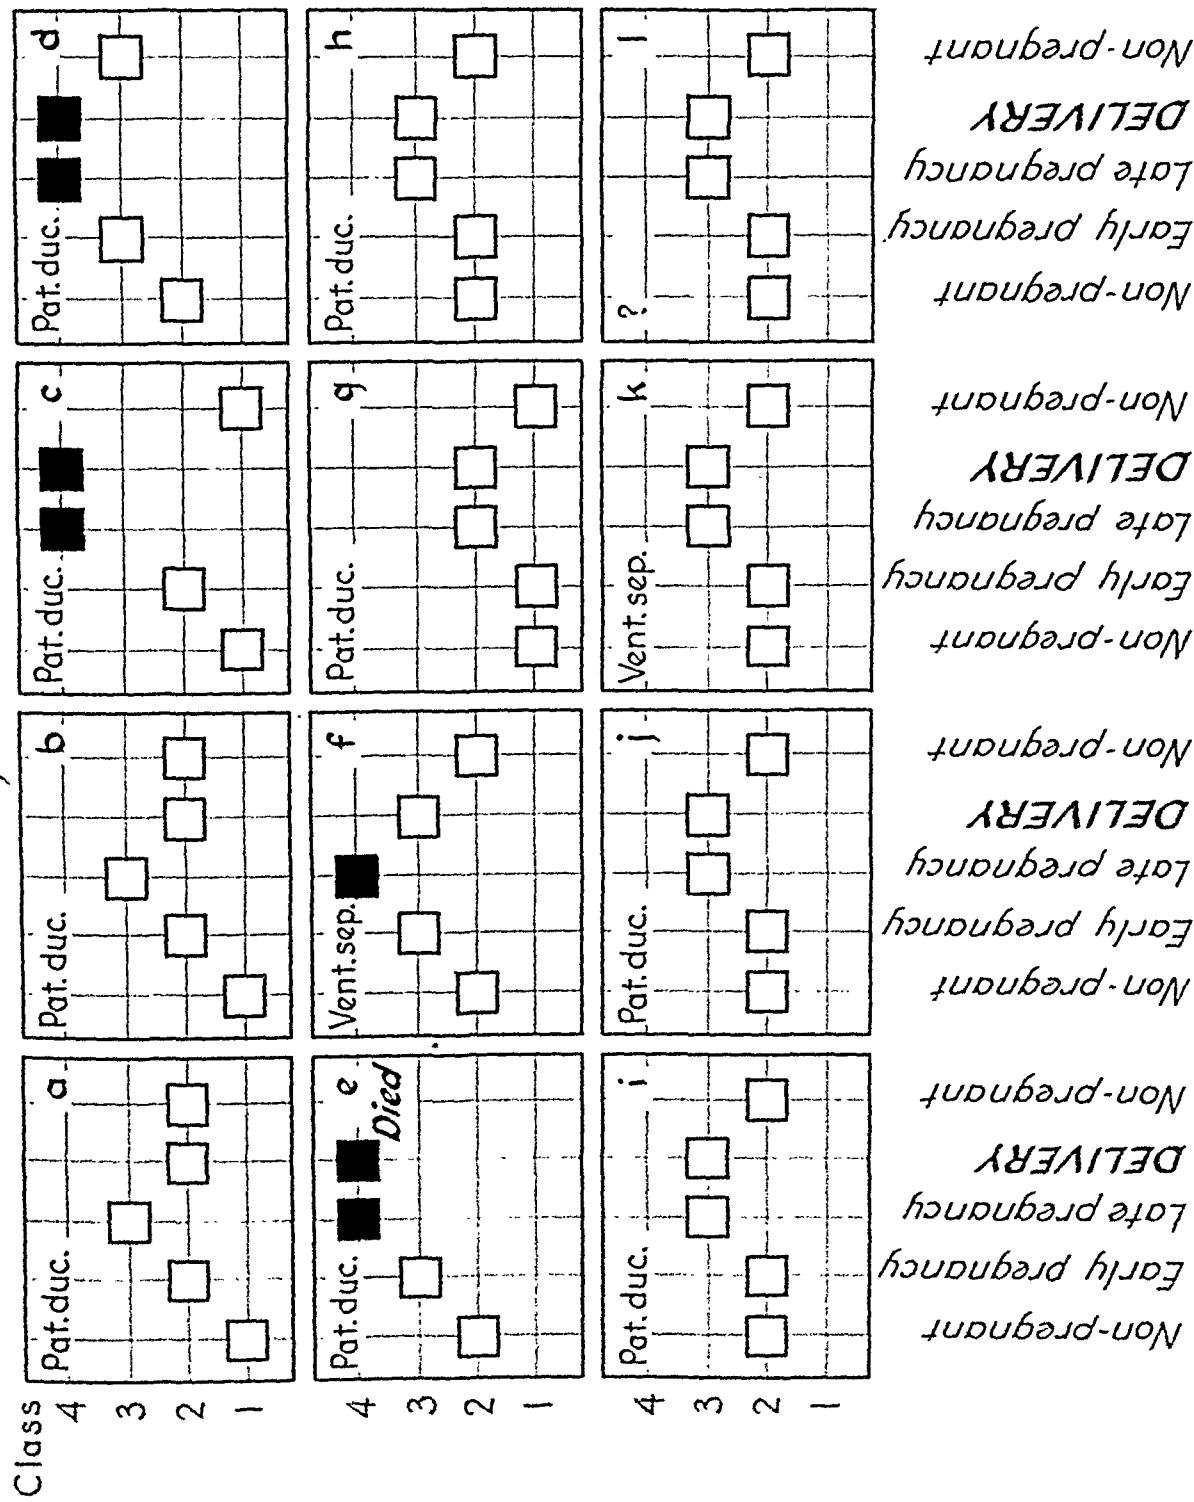 Class
4 Pat.duc. a Pat.duc. b Pat.duc. c Pat.duc. d
3
2
1
4 Pat.duc. e Vent.sep. f Pat.duc. g Pat.duc. h
Died
3
2
1
4 Pat.duc. i Pat.duc. j Vent.sep. k ? l
3
2
1
Non-pregnant
Early pregnancy
Late pregnancy
DELIVERY
Non-pregnant
Non-pregnant
Early pregnancy
Late pregnancy
DELIVERY
Non-pregnant
Non-pregnant
Early pregnancy
Late pregnancy
DELIVERY
Non-pregnant
Non-pregnant
Early pregnancy
Late pregnancy
DELIVERY
Non-pregnant